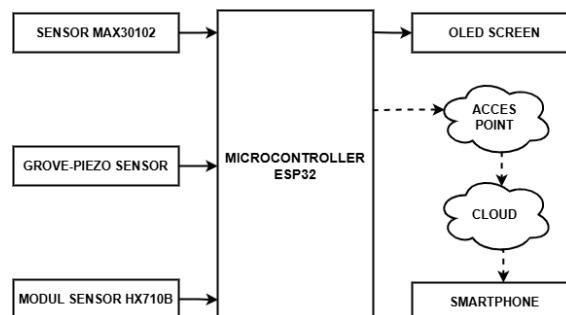 SENSOR MAX30102
OLED SCREEN
ACCES
POINT
GROVE-PIEZO SENSOR
MICROCONTROLLER
ESP32
CLOUD
MODUL SENSOR HX710B
SMARTPHONE